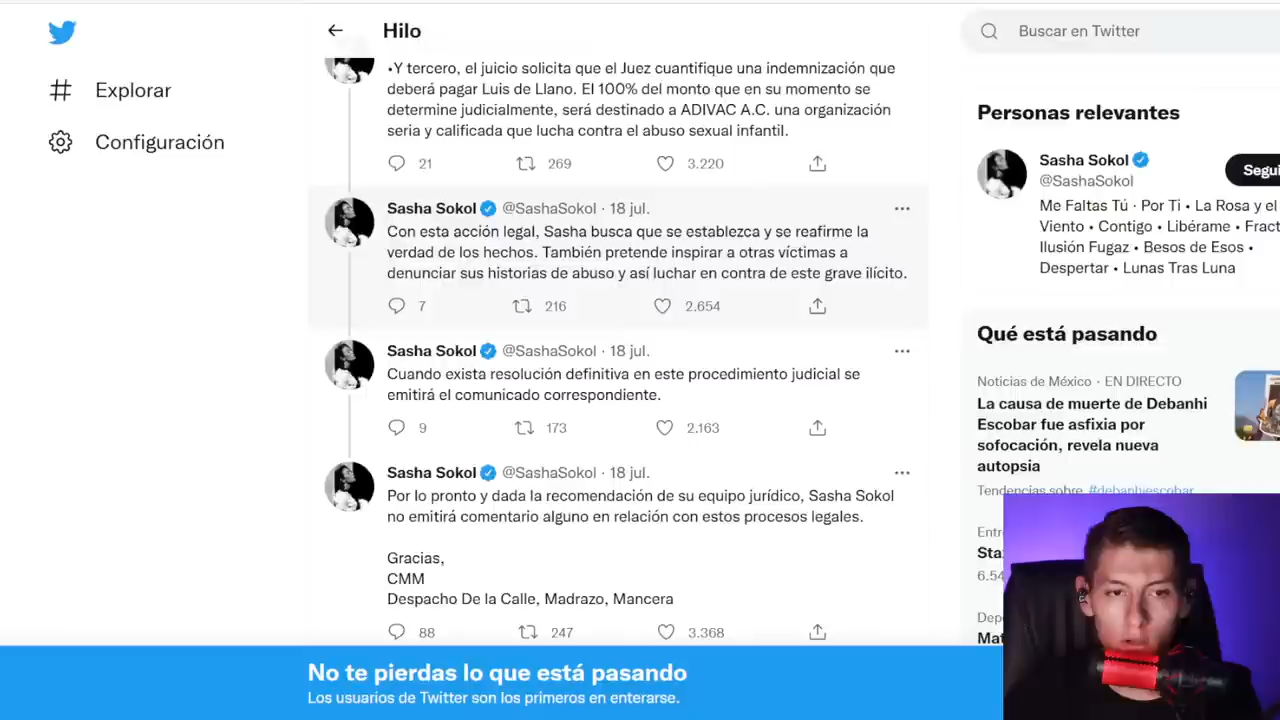 Hilo
Buscar en Twitter
Explorar
Configuración
•Y tercero, el juicio solicita que el Juez cuantifique una indemnización que
deberá pagar Luis de Llano. El 100% del monto que en su momento se
determine judicialmente, será destinado a ADIVAC A.C. una organización
seria y calificada que lucha contra el abuso sexual infantil.
21 269 3.220
Sasha Sokol @SashaSokol · 18 jul.
Con esta acción legal, Sasha busca que se establezca y se reafirme la
verdad de los hechos. También pretende inspirar a otras víctimas a
denunciar sus historias de abuso y así luchar en contra de este grave ilícito.
7 216 2.654
Sasha Sokol @SashaSokol · 18 jul.
Cuando exista resolución definitiva en este procedimiento judicial se
emitirá el comunicado correspondiente.
9 173 2.163
Sasha Sokol @SashaSokol · 18 jul.
Por lo pronto y dada la recomendación de su equipo jurídico, Sasha Sokol
no emitirá comentario alguno en relación con estos procesos legales.
Gracias,
CMM
Despacho De la Calle, Madrazo, Mancera
88 247 3.368
Personas relevantes
Sasha Sokol
@SashaSokol
Segui
Me Faltas Tú · Por Ti • La Rosa y el
Viento • Contigo • Libérame • Fract
Ilusión Fugaz • Besos de Esos •
Despertar • Lunas Tras Luna
Qué está pasando
Noticias de México · EN DIRECTO
La causa de muerte de Debanhi
Escobar fue asfixia por
sofocación, revela nueva
autopsia
Tendencias sobre #debanhiescobar
Entre
Sta
6.54
Depo
Mat
No te pierdas lo que está pasando
Los usuarios de Twitter son los primeros en enterarse.